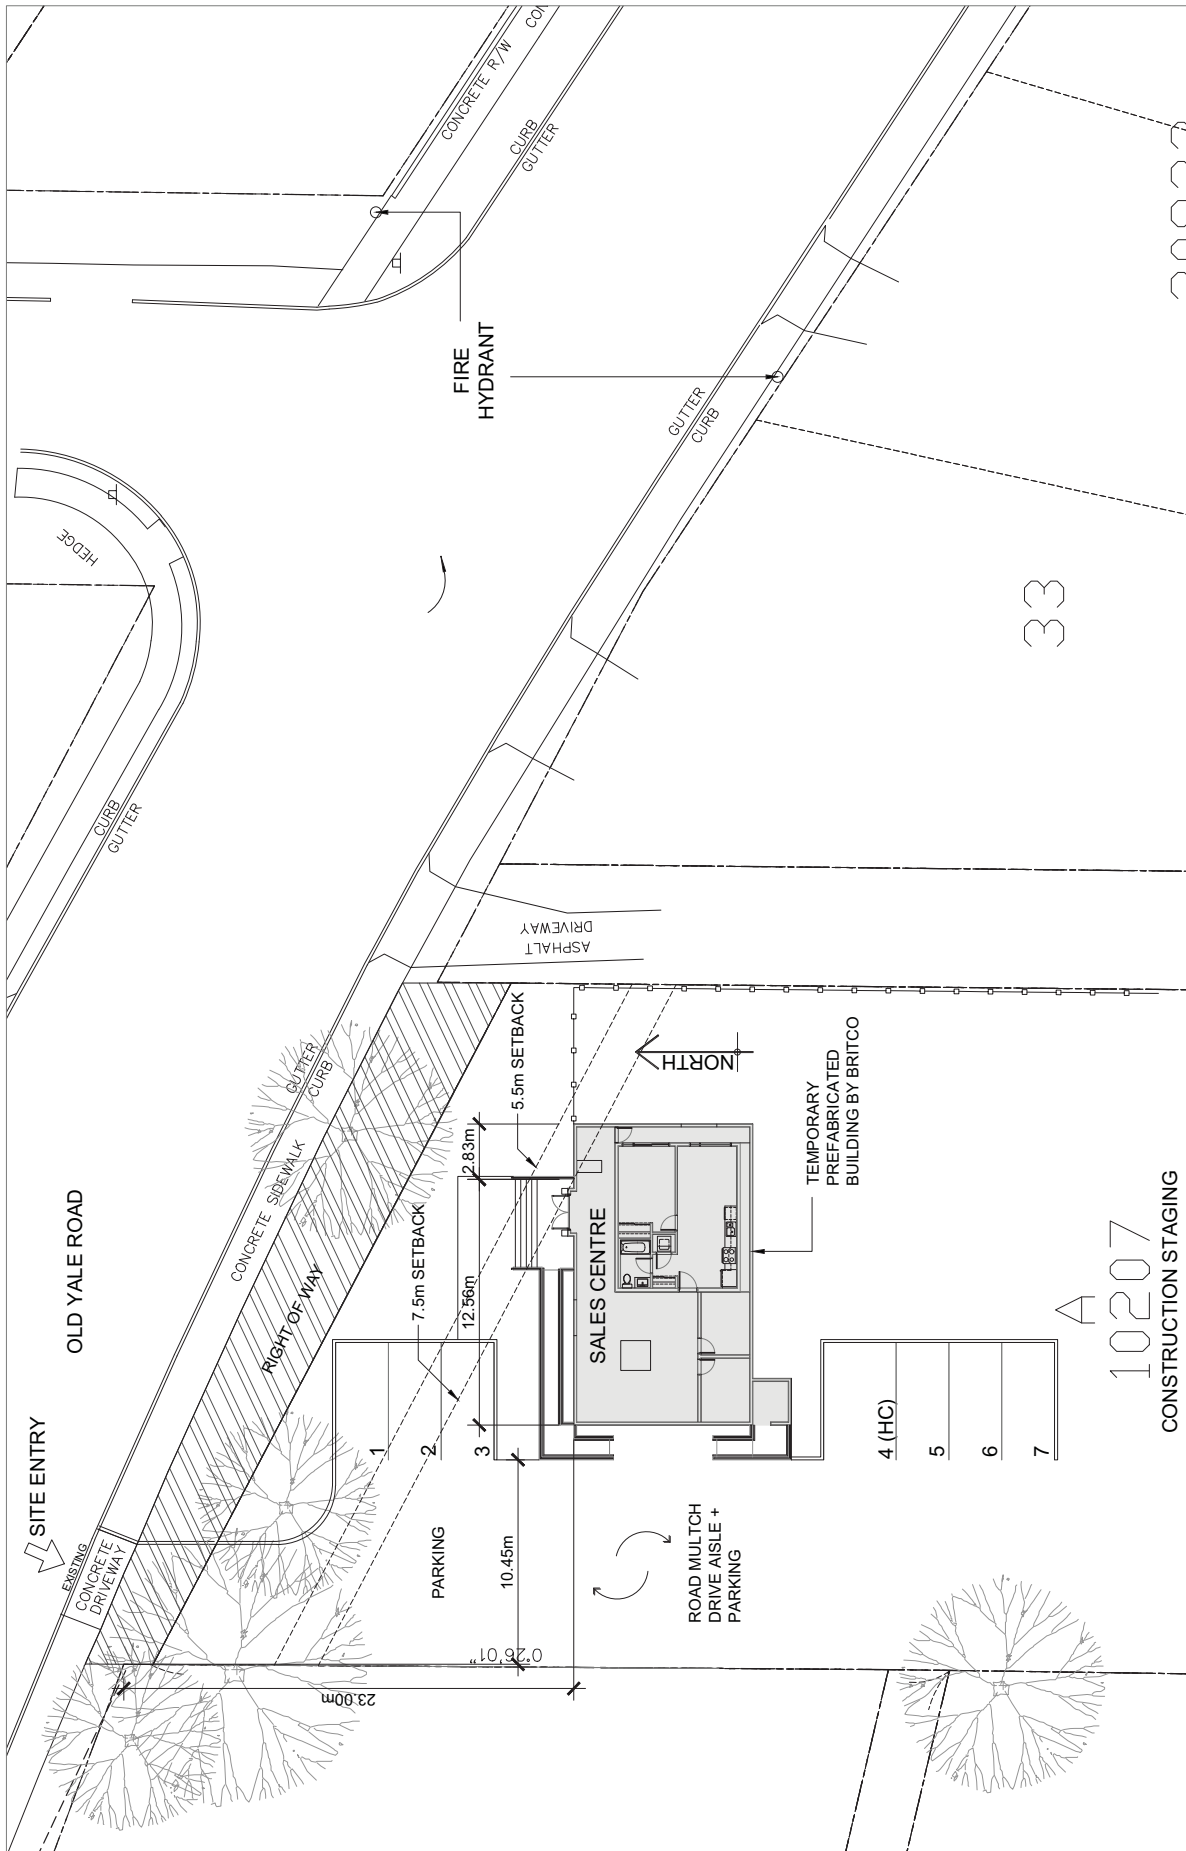 OLD YALE ROAD
SITE ENTRY
EXISTING
CONCRETE
DRIVEWAY
CONCRETE SIDEWALK
GUTTER
CURB
RIGHT OF WAY
CURB
GUTTER
HEDGE
CONCRETE R/W
CURB
GUTTER
FIRE
HYDRANT
GUTTER
CURB
ASPHALT
DRIVEWAY
5.5m SETBACK
7.5m SETBACK
2.83m
12.56m
10.45m
23.00m
0°26'01"
NORTH
1
2
3
PARKING
SALES CENTRE
TEMPORARY
PREFABRICATED
BUILDING BY BRITCO
ROAD MULTCH
DRIVE AISLE +
PARKING
4 (HC)
5
6
7
33
A
10207
CONSTRUCTION STAGING